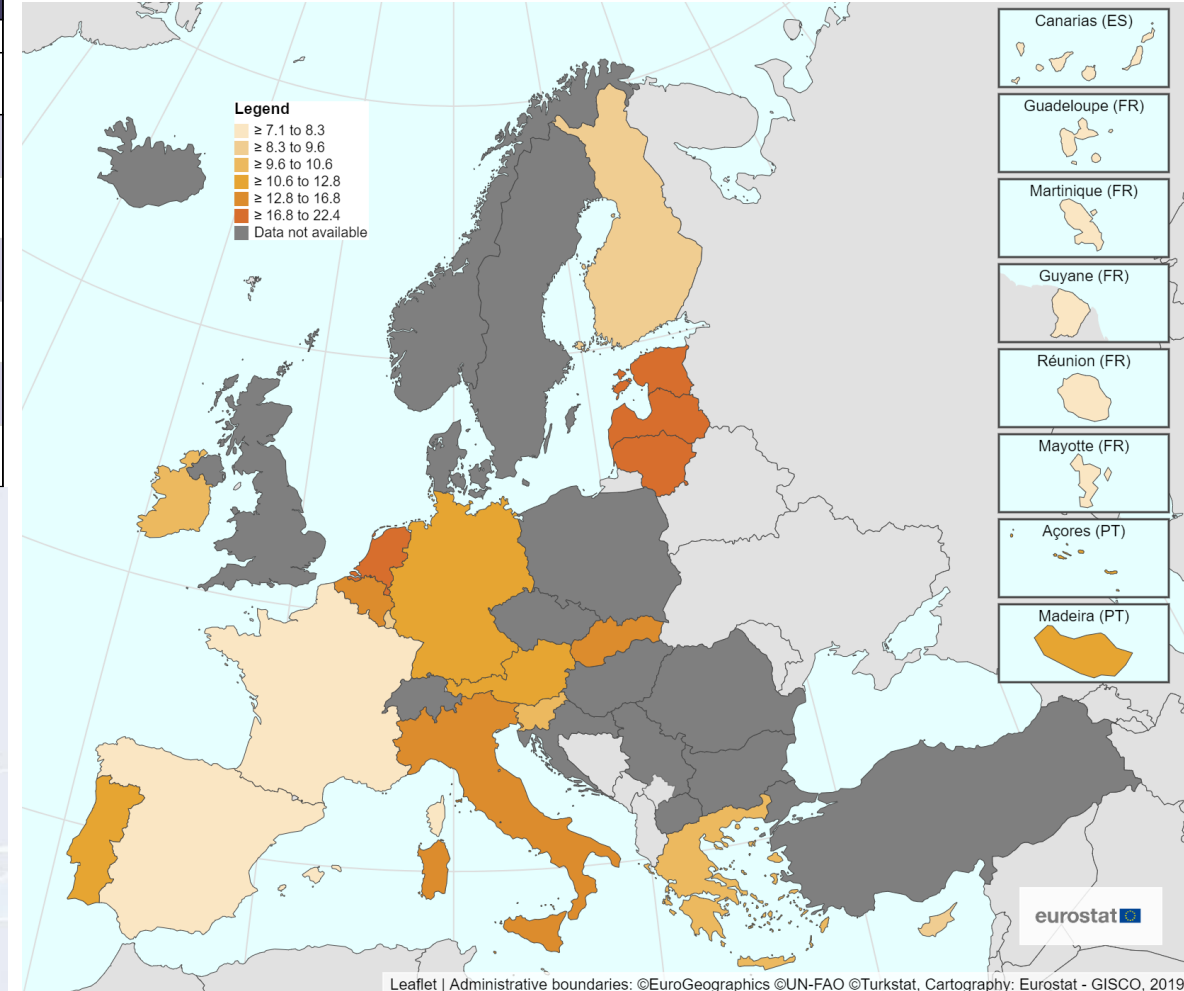 Legend
≥ 7.1 to 8.3
≥ 8.3 to 9.6
≥ 9.6 to 10.6
≥ 10.6 to 12.8
≥ 12.8 to 16.8
≥ 16.8 to 22.4
Data not available
Canarias (ES)
Guadeloupe (FR)
Martinique (FR)
Guyane (FR)
Réunion (FR)
Mayotte (FR)
Açores (PT)
Madeira (PT)
eurostat
Leaflet | Administrative boundaries: ©EuroGeographics ©UN-FAO ©Turkstat, Cartography: Eurostat - GISCO, 2019